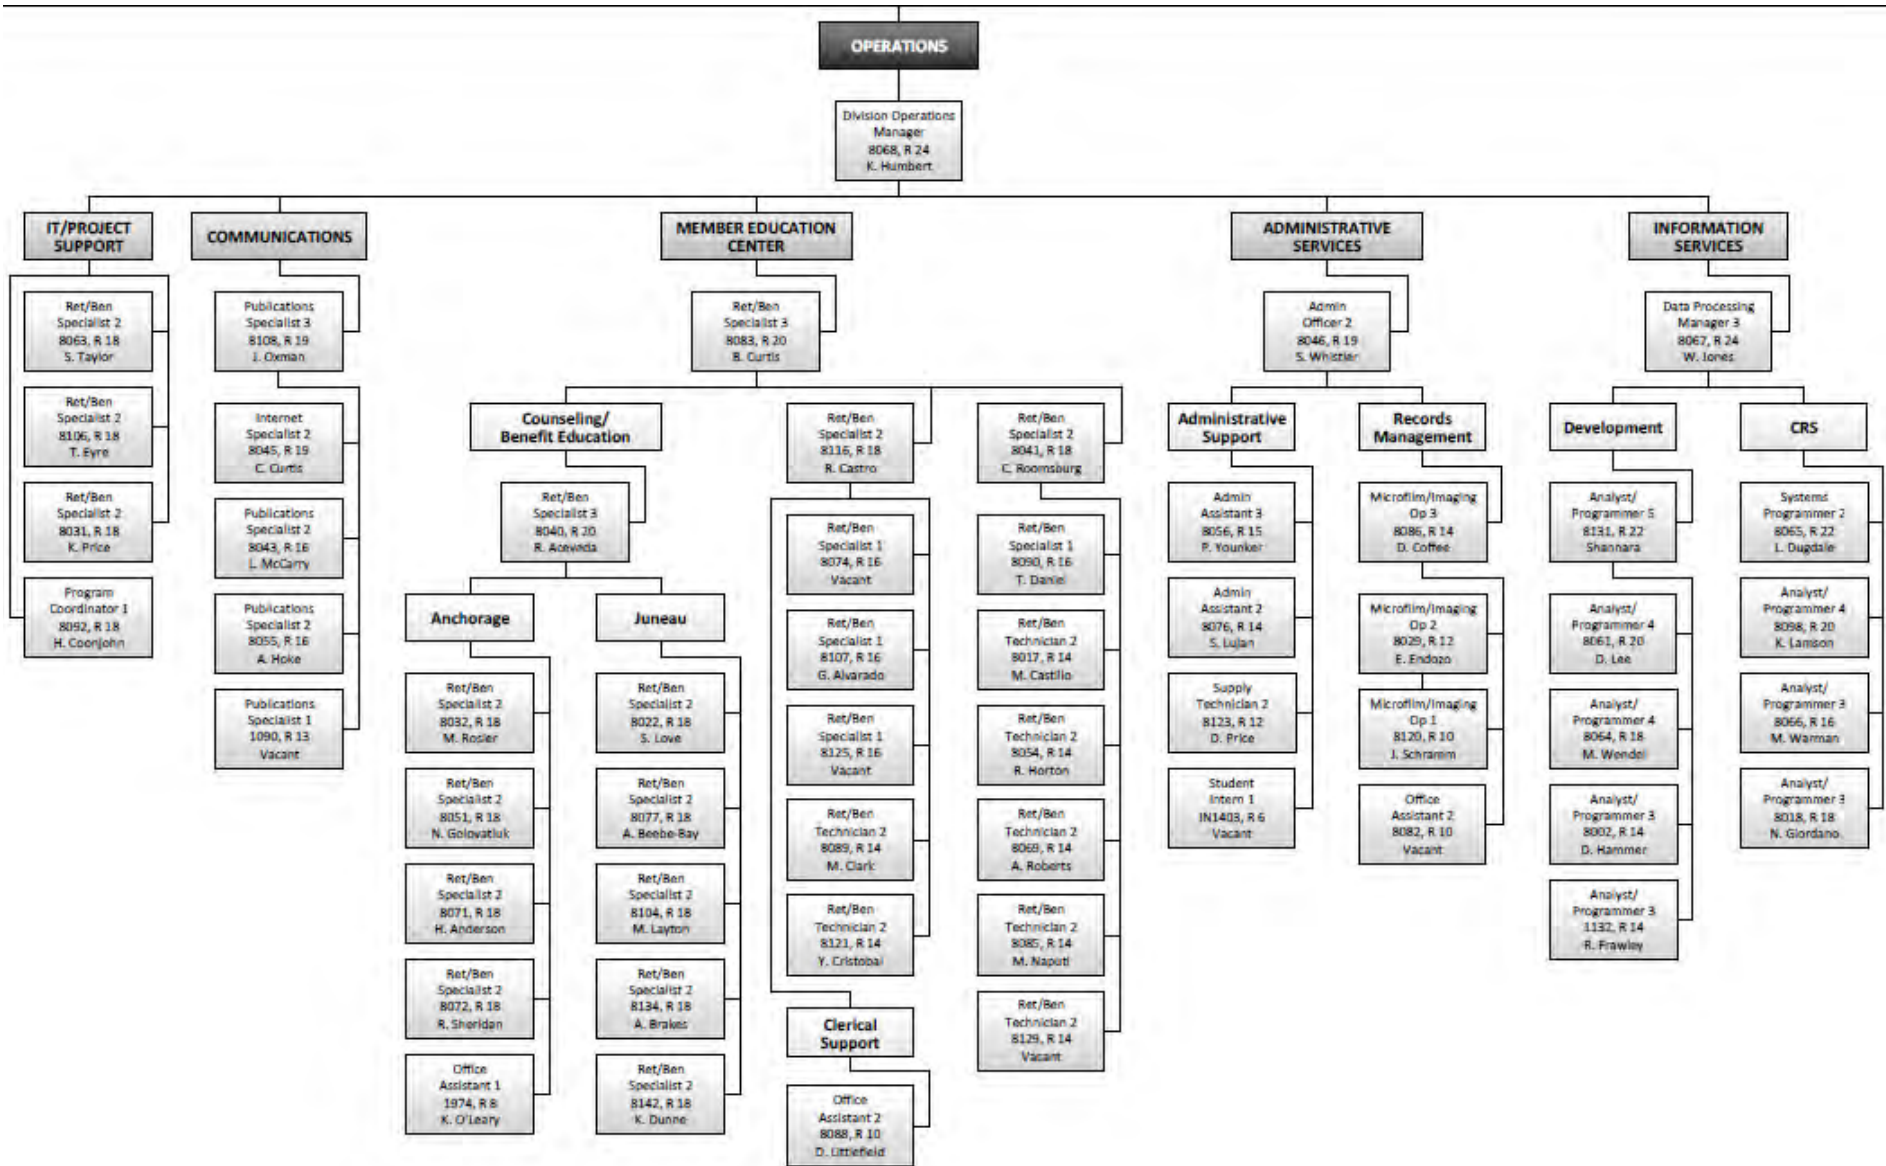 OPERATIONS
Division Operations
Manager
8068, R 24
K. Humbert
IT/PROJECT
SUPPORT
Ret/Ben
Specialist 2
8063, R 18
S. Taylor
Ret/Ben
Specialist 2
8106, R 18
T. Eyre
Ret/Ben
Specialist 2
8031, R 18
K. Price
Program
Coordinator 1
8092, R 18
H. Coonjohn
COMMUNICATIONS
Publications
Specialist 3
8108, R 19
J. Oxman
Internet
Specialist 2
8045, R 19
C. Curtis
Publications
Specialist 2
8043, R 16
L. McCarry
Publications
Specialist 2
8055, R 16
A. Hoke
Publications
Specialist 1
1090, R 13
Vacant
MEMBER EDUCATION
CENTER
Ret/Ben
Specialist 3
8083, R 20
B. Curtis
Counseling/
Benefit Education
Ret/Ben
Specialist 3
8040, R 20
R. Aceveda
Anchorage
Ret/Ben
Specialist 2
8032, R 18
M. Rosier
Ret/Ben
Specialist 2
8051, R 18
N. Golovatiuk
Ret/Ben
Specialist 2
8071, R 18
H. Anderson
Ret/Ben
Specialist 2
8072, R 18
R. Sheridan
Office
Assistant 1
1974, R 8
K. O'Leary
Juneau
Ret/Ben
Specialist 2
8022, R 18
S. Love
Ret/Ben
Specialist 2
8077, R 18
A. Beebe-Bay
Ret/Ben
Specialist 2
8104, R 18
M. Layton
Ret/Ben
Specialist 2
8134, R 18
A. Brakes
Ret/Ben
Specialist 2
8142, R 18
K. Dunne
Ret/Ben
Specialist 2
8116, R 18
R. Castro
Ret/Ben
Specialist 1
8074, R 16
Vacant
Ret/Ben
Specialist 1
8107, R 16
G. Alvarado
Ret/Ben
Specialist 1
8125, R 16
Vacant
Ret/Ben
Technician 2
8089, R 14
M. Clark
Ret/Ben
Technician 2
8121, R 14
Y. Cristobal
Clerical
Support
Office
Assistant 2
8088, R 10
D. Littlefield
Ret/Ben
Specialist 2
8041, R 18
C. Roomsburg
Ret/Ben
Specialist 1
8090, R 16
T. Daniel
Ret/Ben
Technician 2
8017, R 14
M. Castillo
Ret/Ben
Technician 2
8054, R 14
R. Horton
Ret/Ben
Technician 2
8069, R 14
A. Roberts
Ret/Ben
Technician 2
8085, R 14
M. Naputi
Ret/Ben
Technician 2
8129, R 14
Vacant
ADMINISTRATIVE
SERVICES
Admin
Officer 2
8046, R 19
S. Whistler
Administrative
Support
Admin
Assistant 3
8056, R 15
P. Younker
Admin
Assistant 2
8076, R 14
S. Lujan
Supply
Technician 2
8123, R 12
D. Price
Student
Intern 1
IN1403, R 6
Vacant
Records
Management
Microfilm/Imaging
Op 3
8086, R 14
D. Coffee
Microfilm/Imaging
Op 2
8029, R 12
E. Endozo
Microfilm/Imaging
Op 1
8120, R 10
J. Schramm
Office
Assistant 2
8082, R 10
Vacant
INFORMATION
SERVICES
Data Processing
Manager 3
8067, R 24
W. Jones
Development
Analyst/
Programmer 5
8131, R 22
Shannara
Analyst/
Programmer 4
8061, R 20
D. Lee
Analyst/
Programmer 4
8064, R 18
M. Wendel
Analyst/
Programmer 3
8002, R 14
D. Hammer
Analyst/
Programmer 3
1132, R 14
R. Frawley
CRS
Systems
Programmer 2
8065, R 22
L. Dugdale
Analyst/
Programmer 4
8098, R 20
K. Lamson
Analyst/
Programmer 3
8066, R 16
M. Warman
Analyst/
Programmer 3
8018, R 18
N. Giordano